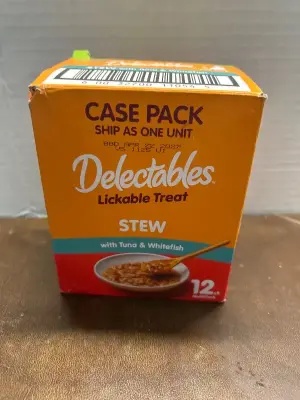 CASE PACK
SHIP AS ONE UNIT
Delectables
Lickable Treat
STEW
with Tuna & Whitefish
12